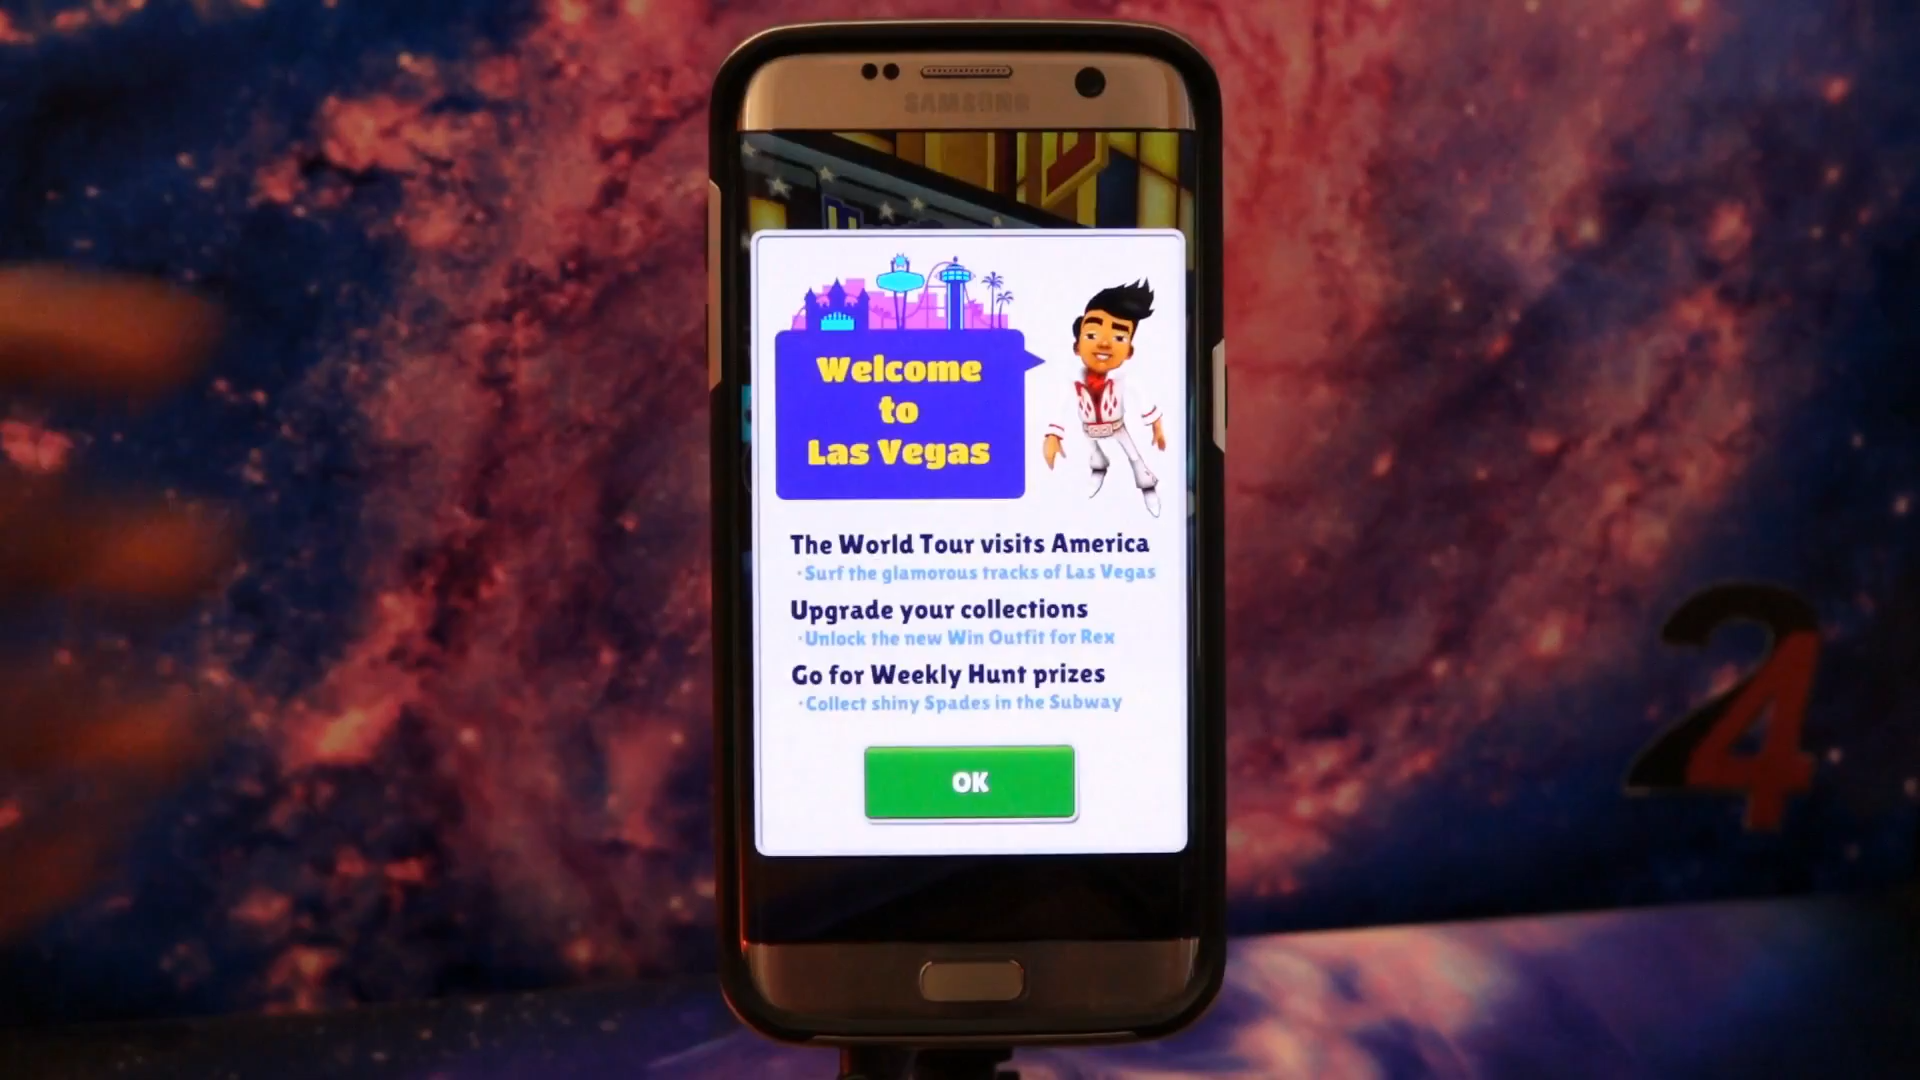 SAMSUNG
Welcome
to
Las Vegas
The World Tour visits America
·Surf the glamorous tracks of Las Vegas
Upgrade your collections
·Unlock the new Win Outfit for Rex
Go for Weekly Hunt prizes
·Collect shiny Spades in the Subway
OK
24